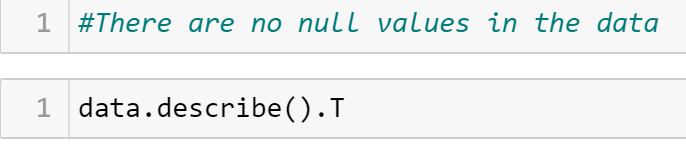 1 #There are no null values in the data
1 data.describe().T